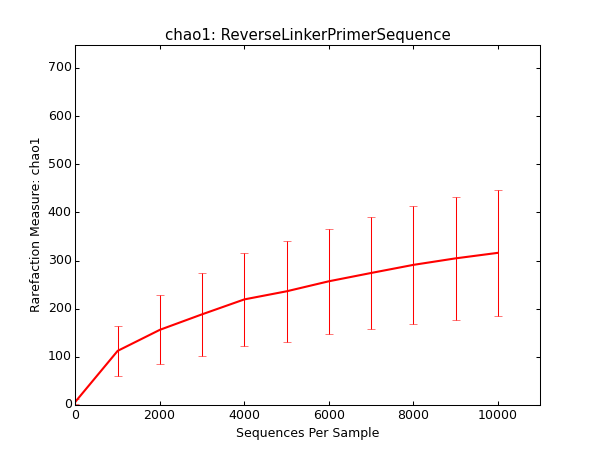 chao1: ReverseLinkerPrimerSequence
700
600
500
400
300
200
100
0
Rarefaction Measure: chao1
0 2000 4000 6000 8000 10000
Sequences Per Sample